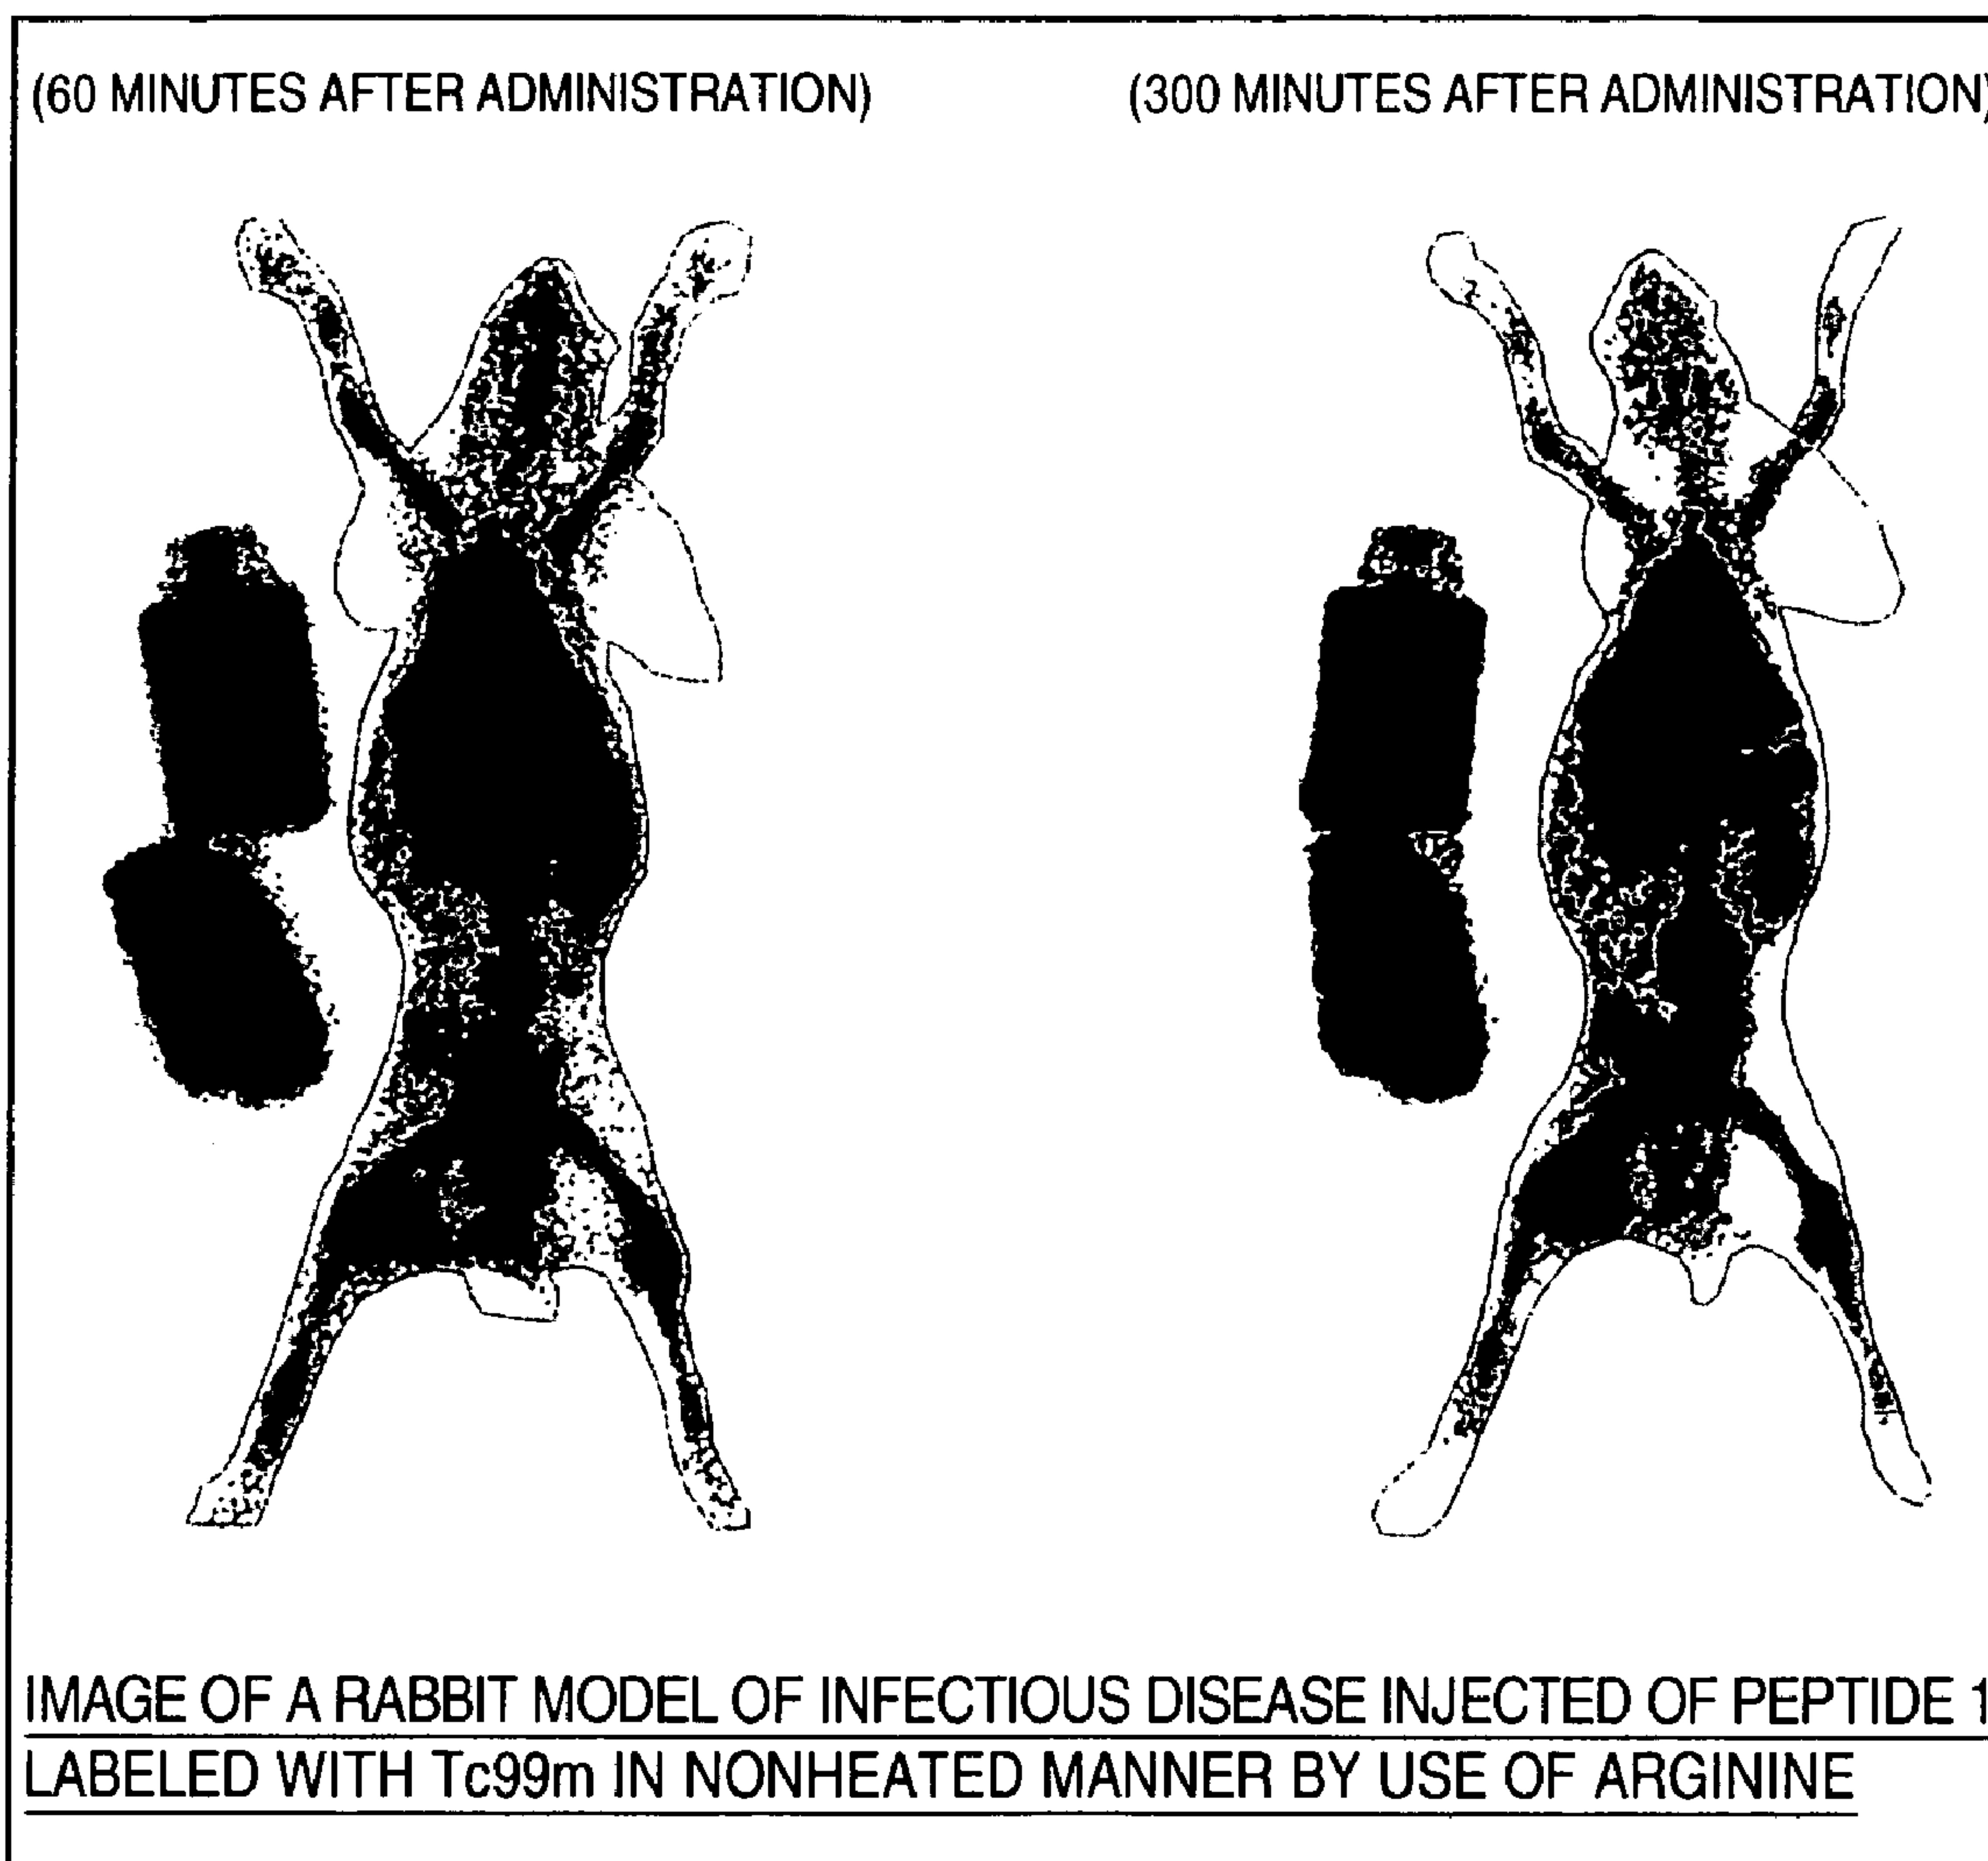 (60 MINUTES AFTER ADMINISTRATION)
(300 MINUTES AFTER ADMINISTRATION)
IMAGE OF A RABBIT MODEL OF INFECTIOUS DISEASE INJECTED OF PEPTIDE 1
LABELED WITH Tc99m IN NONHEATED MANNER BY USE OF ARGININE